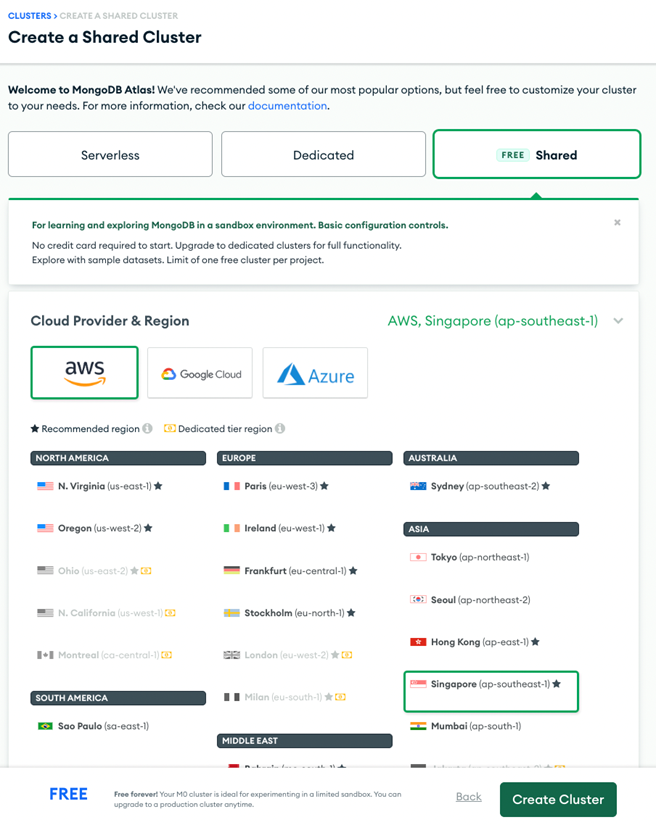 CLUSTERS > CREATE A SHARED CLUSTER
Create a Shared Cluster
Welcome to MongoDB Atlas! We've recommended some of our most popular options, but feel free to customize your cluster
to your needs. For more information, check our documentation.
Serverless
Dedicated
FREE Shared
For learning and exploring MongoDB in a sandbox environment. Basic configuration controls.
No credit card required to start. Upgrade to dedicated clusters for full functionality.
Explore with sample datasets. Limit of one free cluster per project.
Cloud Provider & Region
AWS, Singapore (ap-southeast-1)
aws
Google Cloud
Azure
★ Recommended region
Dedicated tier region
NORTH AMERICA
N. Virginia (us-east-1) ★
Oregon (us-west-2) ★
Ohio (us-east-2) ★
N. California (us-west-1)
Montreal (ca-central-1)
SOUTH AMERICA
Sao Paulo (sa-east-1)
EUROPE
Paris (eu-west-3) ★
Ireland (eu-west-1) ★
Frankfurt (eu-central-1) ★
Stockholm (eu-north-1) ★
London (eu-west-2) ★
Milan (eu-south-1) ★
MIDDLE EAST
AUSTRALIA
Sydney (ap-southeast-2) ★
ASIA
Tokyo (ap-northeast-1)
Seoul (ap-northeast-2)
Hong Kong (ap-east-1) ★
Singapore (ap-southeast-1) ★
Mumbai (ap-south-1)
FREE
Free forever! Your M0 cluster is ideal for experimenting in a limited sandbox. You can
upgrade to a production cluster anytime.
Back
Create Cluster